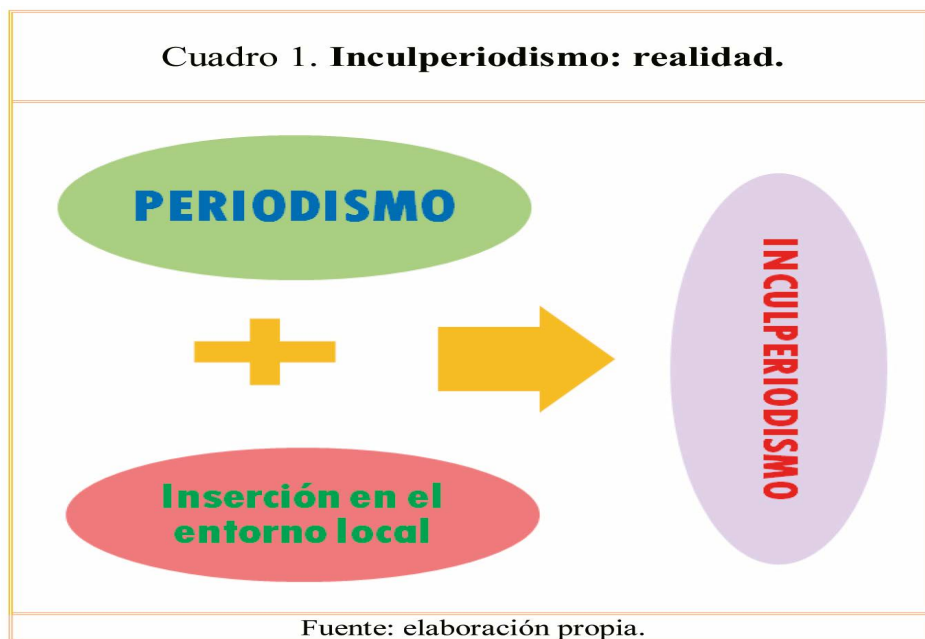 Cuadro 1. Inculperiodismo: realidad.
PERIODISMO
Inserción en el
entorno local
INCULPERIODISMO
Fuente: elaboración propia.